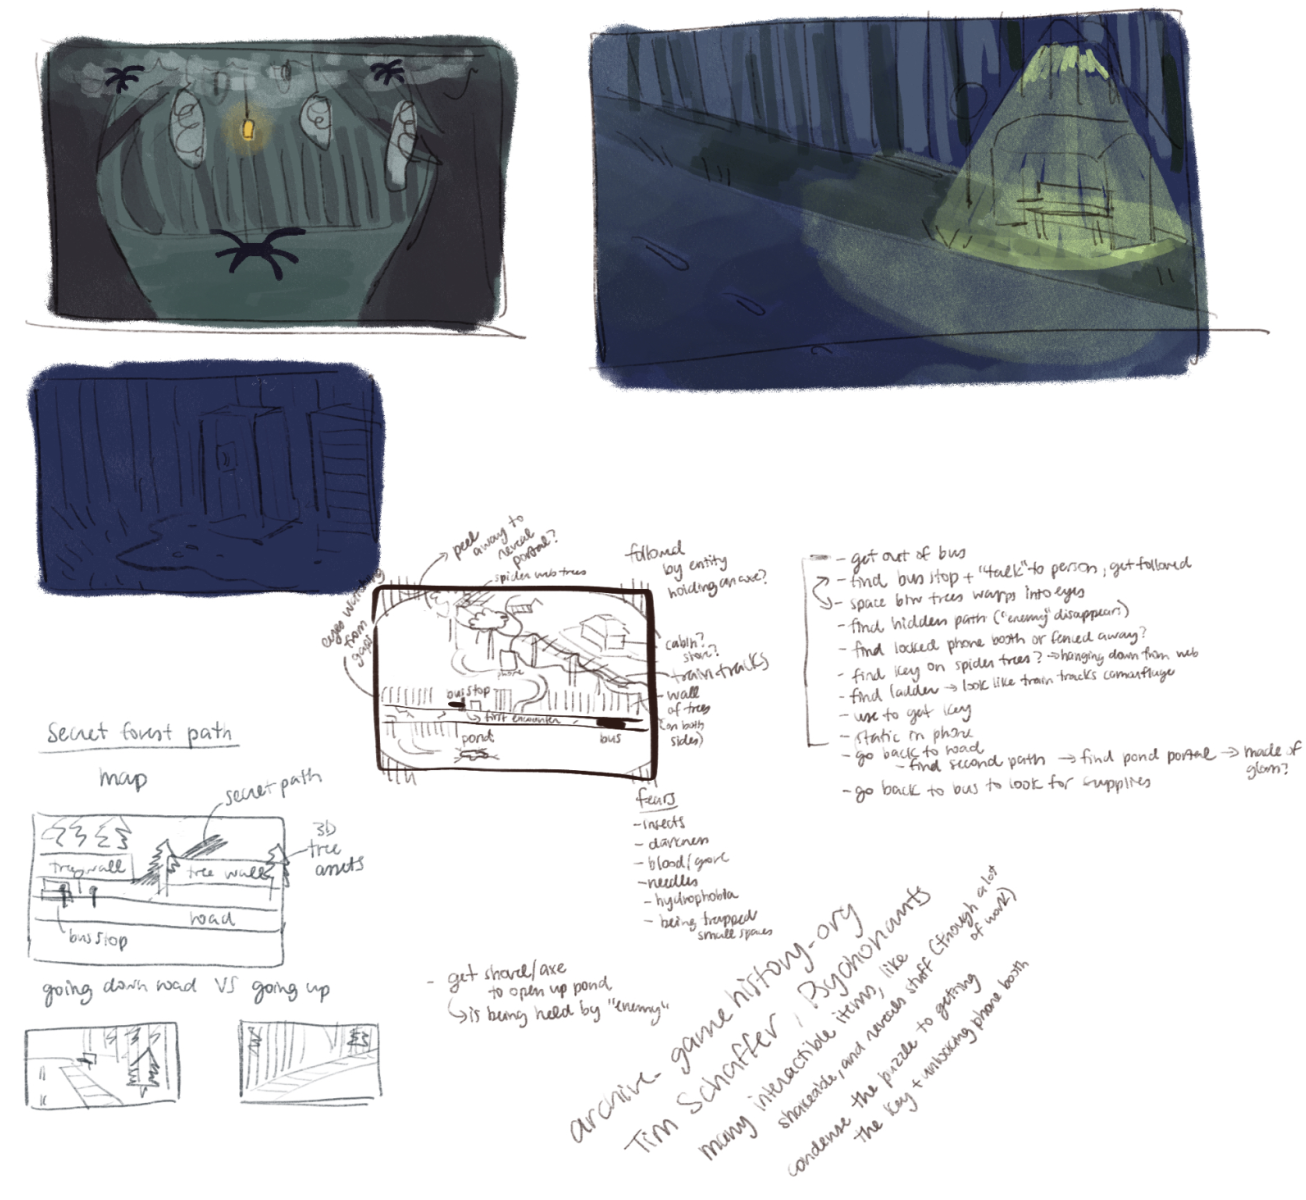 peel
away to
reveal
portal?
spider web trees
followed
by entity
holding an axe?
eyes watching
from
gaps
cabin?
store?
train tracks
wall
of trees
(on both
sides)
phone
bus stop
first encounter
pond
bus
- get out of bus
- find bus stop + "talk" to person, get followed
- space btw trees warps into eyes
- find hidden path ("enemy" disappears)
- find locked phone booth or fenced away?
- find key on spider trees? → hanging down from web
- find ladder → look like train tracks camouflage
- use to get key
- static in phone
- go back to road
- find second path → find pond portal → made of
glass?
- go back to bus to look for supplies
secret forest path
map
secret path
3D
tree
assets
tree wall
tree wall
road
bus stop
going down road VS going up
fears
- insects
- darkness
- blood/gore
- needles
- hydrophobia
- being trapped
small spaces
- get shovel/axe
to open up pond
↳ is being held by "enemy"
archive - game history - org
Tim Schaffer, Psychonauts
many interactible items, like
shakeable, and reveals stuff (though a lot
of work)
condense the puzzle to getting
the key + unlocking phone booth